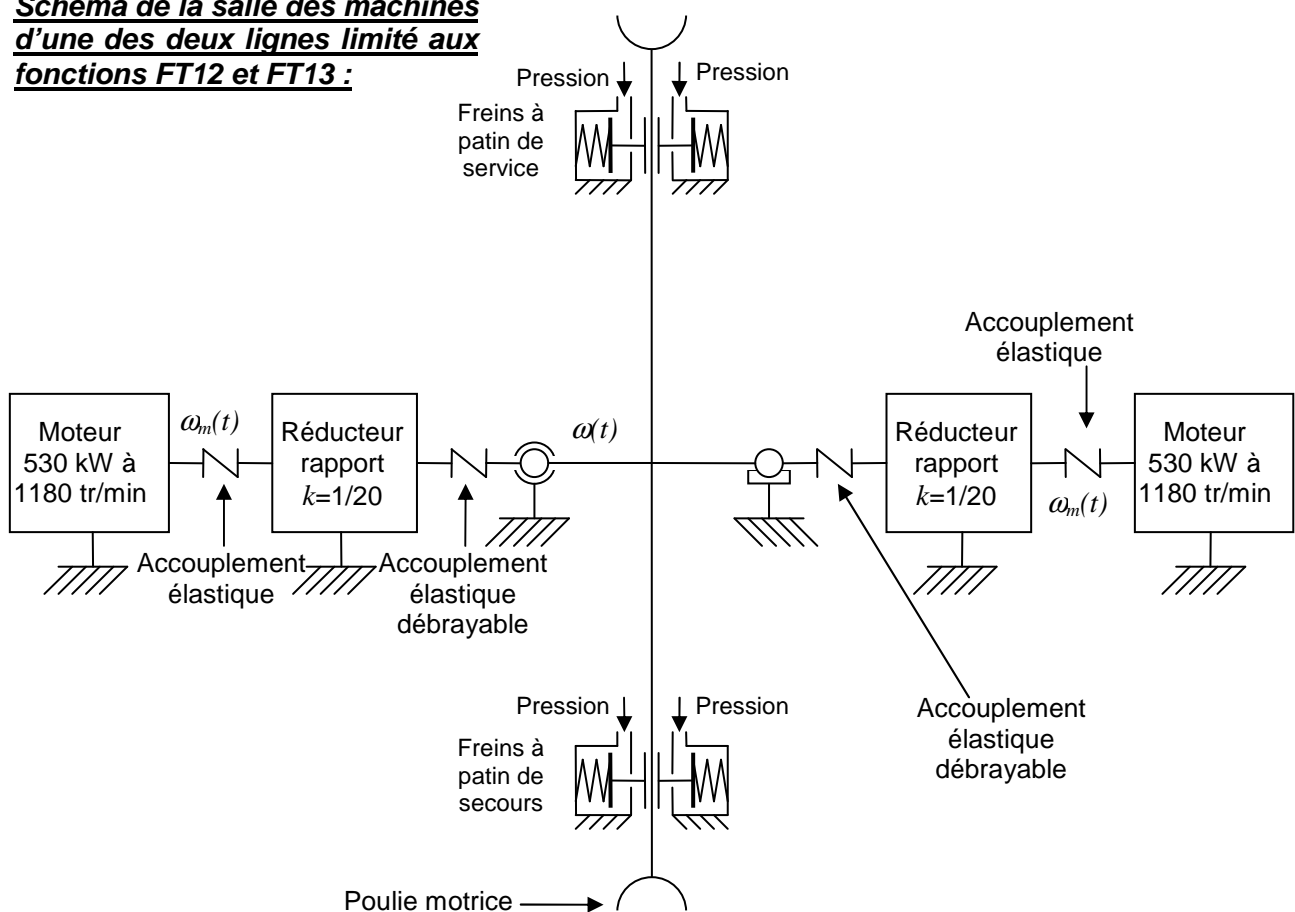 Schéma de la salle des machines
d'une des deux lignes limité aux
fonctions FT12 et FT13 :
Pression
Pression
Freins à
patin de
service
Accouplement
élastique
Moteur
530 kW à
1180 tr/min
ωm(t)
Réducteur
rapport
k=1/20
ω(t)
Réducteur
rapport
k=1/20
ωm(t)
Moteur
530 kW à
1180 tr/min
Accouplement
élastique
Accouplement
élastique
débrayable
Pression
Pression
Freins à
patin de
secours
Accouplement
élastique
débrayable
Poulie motrice